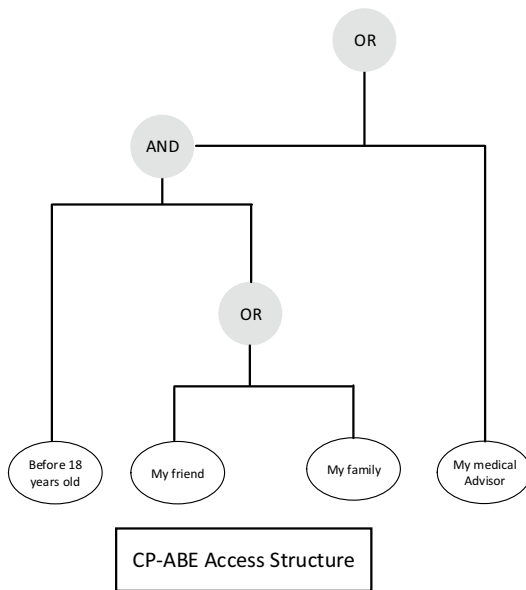 OR
AND
OR
Before 18
years old
My friend
My family
My medical
Advisor
CP-ABE Access Structure